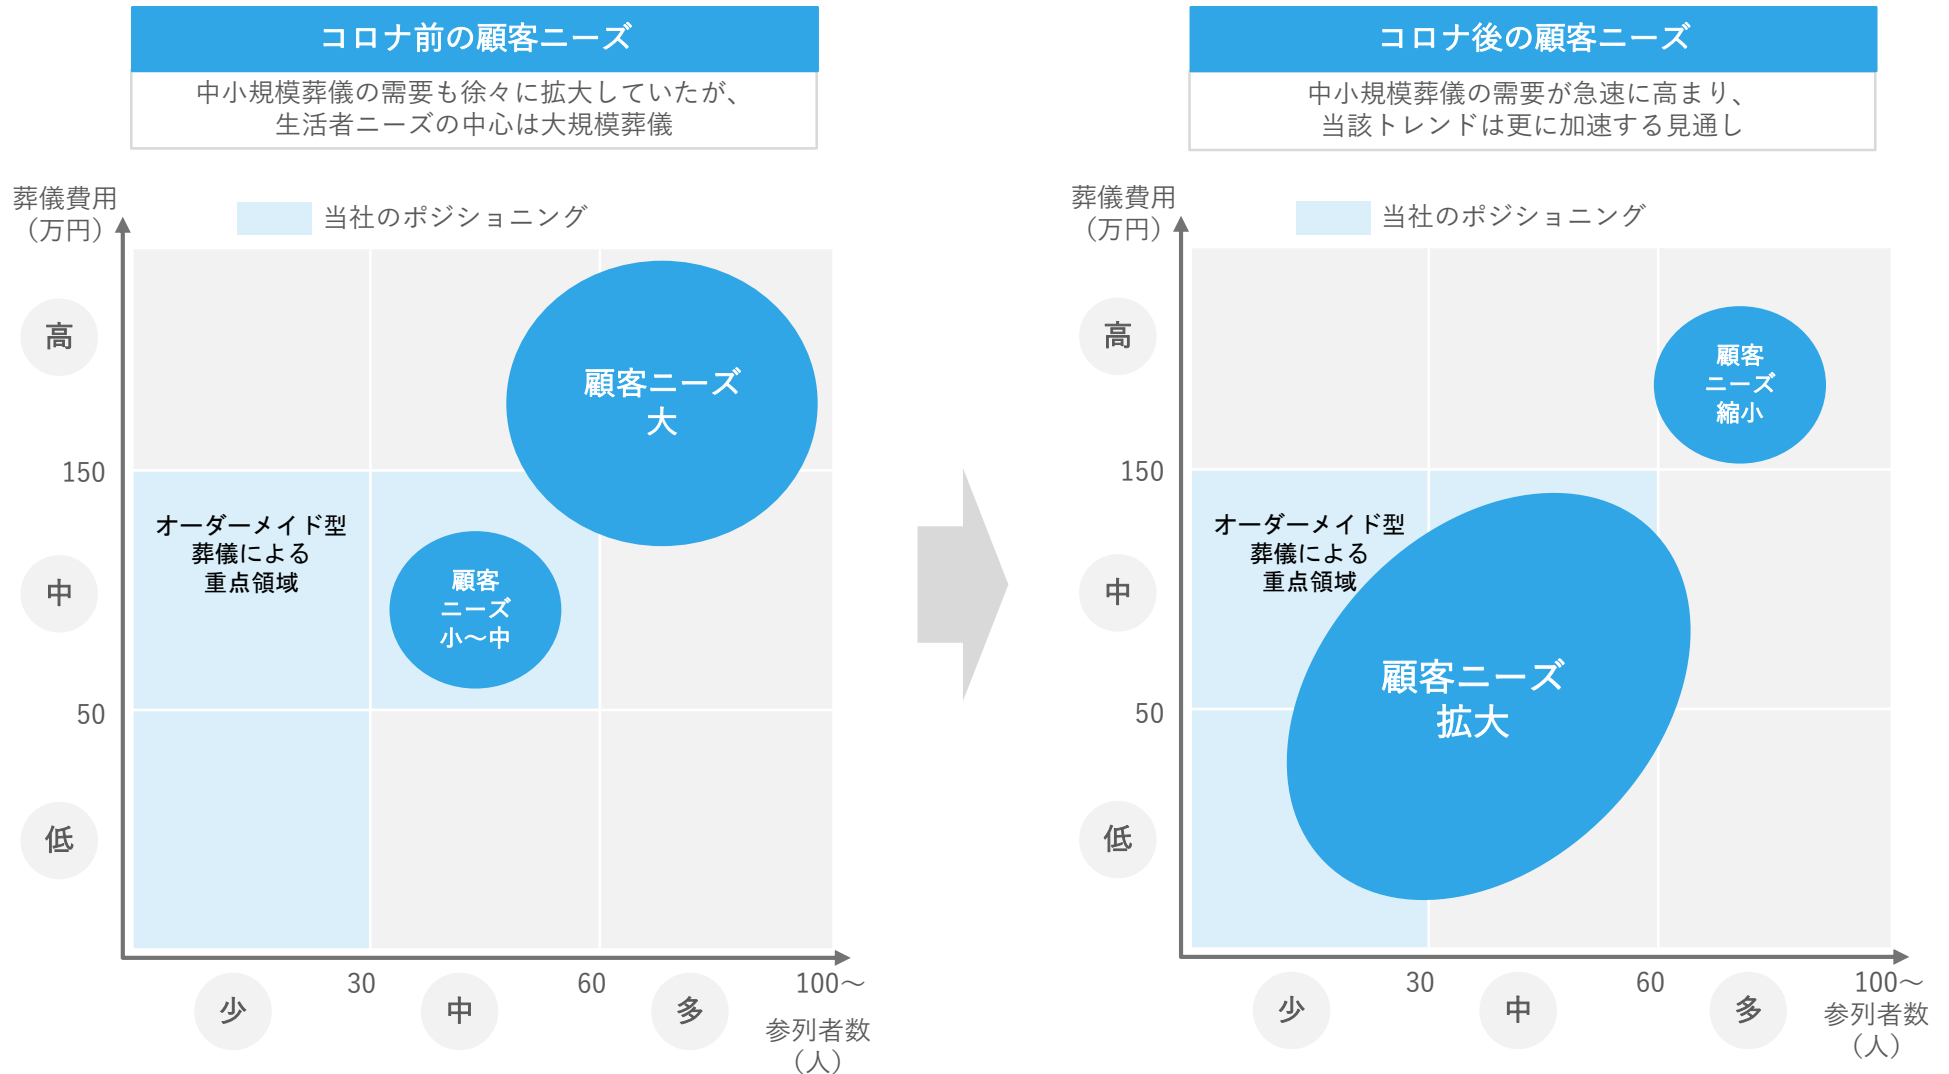 コロナ前の顧客ニーズ
中小規模葬儀の需要も徐々に拡大していたが、
生活者ニーズの中心は大規模葬儀
葬儀費用
（万円）
当社のポジショニング
高
150
中
50
低
顧客ニーズ
大
オーダーメイド型
葬儀による
重点領域
顧客
ニーズ
小～中
30
60
100～
少
中
多
参列者数
（人）
コロナ後の顧客ニーズ
中小規模葬儀の需要が急速に高まり、
当該トレンドは更に加速する見通し
葬儀費用
（万円）
当社のポジショニング
高
150
中
50
低
顧客
ニーズ
縮小
オーダーメイド型
葬儀による
重点領域
顧客ニーズ
拡大
30
60
100～
少
中
多
参列者数
（人）